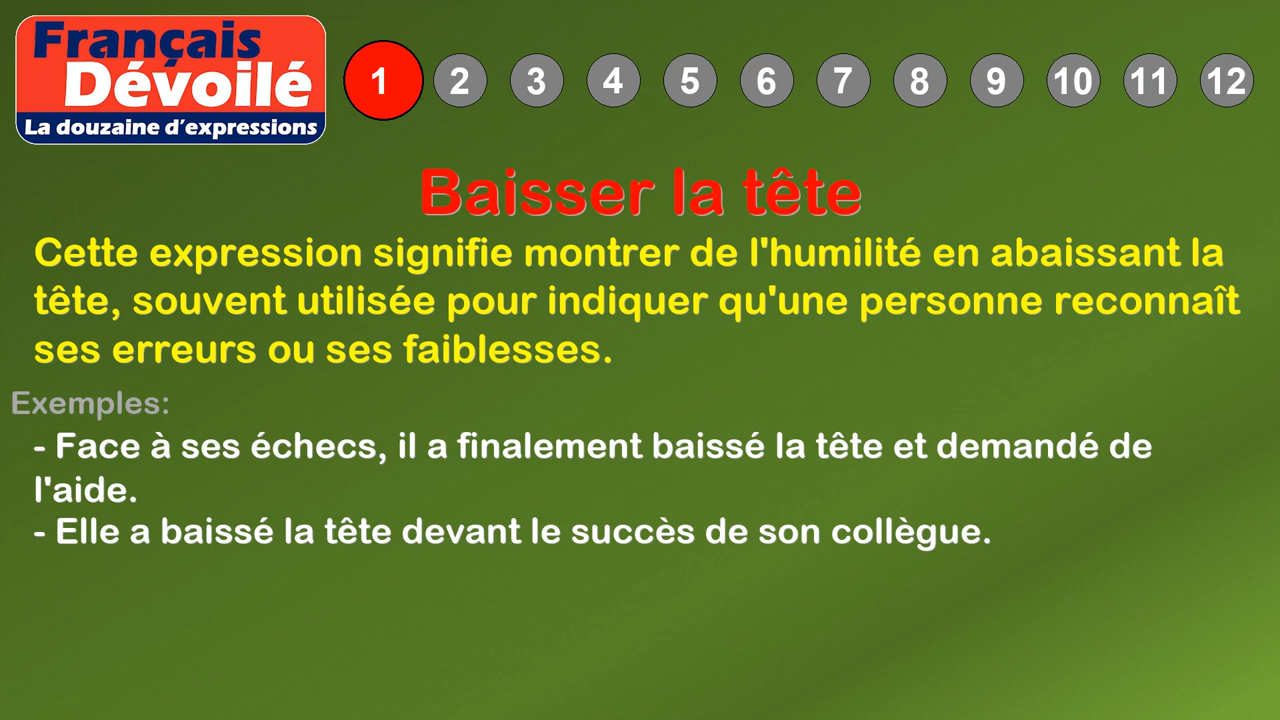 Français
Dévoilé
La douzaine d'expressions
1 2 3 4 5 6 7 8 9 10 11 12
Baisser la tête
Cette expression signifie montrer de l'humilité en abaissant la
tête, souvent utilisée pour indiquer qu'une personne reconnaît
ses erreurs ou ses faiblesses.
Exemples:
- Face à ses échecs, il a finalement baissé la tête et demandé de
l'aide.
- Elle a baissé la tête devant le succès de son collègue.